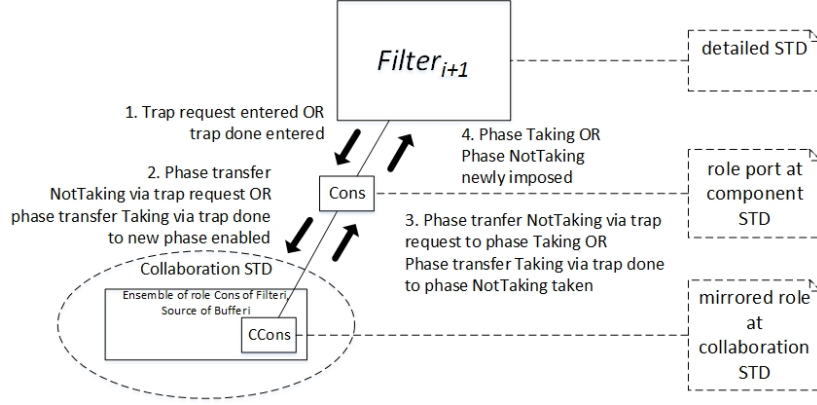 Filter i+1
detailed STD
1. Trap request entered OR
trap done entered
4. Phase Taking OR
Phase NotTaking
newly imposed
2. Phase transfer
NotTaking via trap request OR
phase transfer Taking via trap done
to new phase enabled
Cons
role port at
component
STD
3. Phase tranfer NotTaking via trap
request to phase Taking OR
Phase transfer Taking via trap done
to phase NotTaking taken
Collaboration STD
Ensemble of role Cons of Filteri,
Source of Bufferi
CCons
mirrored role
at
collaboration
STD